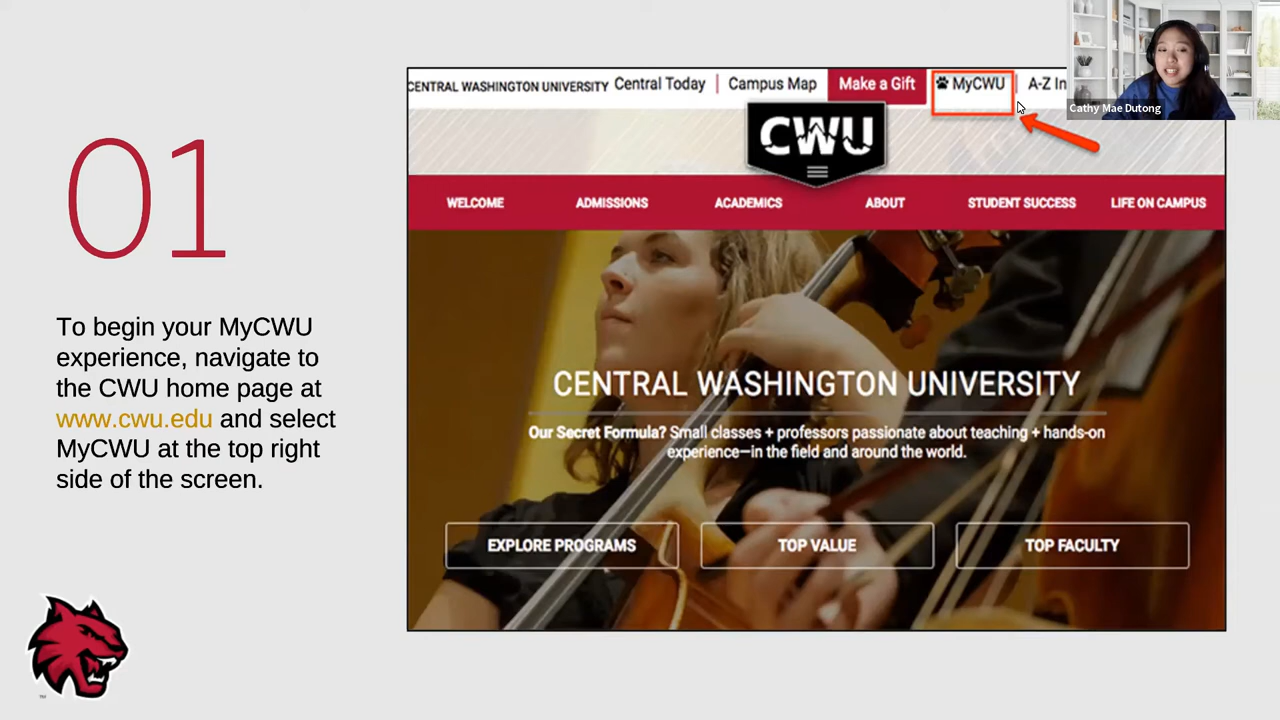 01
To begin your MyCWU
experience, navigate to
the CWU home page at
www.cwu.edu and select
MyCWU at the top right
side of the screen.
TM
CENTRAL WASHINGTON UNIVERSITY Central Today | Campus Map Make a Gift MyCWU | A-Z In
Cathy Mae Dutong
CWU
WELCOME ADMISSIONS ACADEMICS ABOUT STUDENT SUCCESS LIFE ON CAMPUS
CENTRAL WASHINGTON UNIVERSITY
Our Secret Formula? Small classes + professors passionate about teaching + hands-on
experience—in the field and around the world.
EXPLORE PROGRAMS TOP VALUE TOP FACULTY